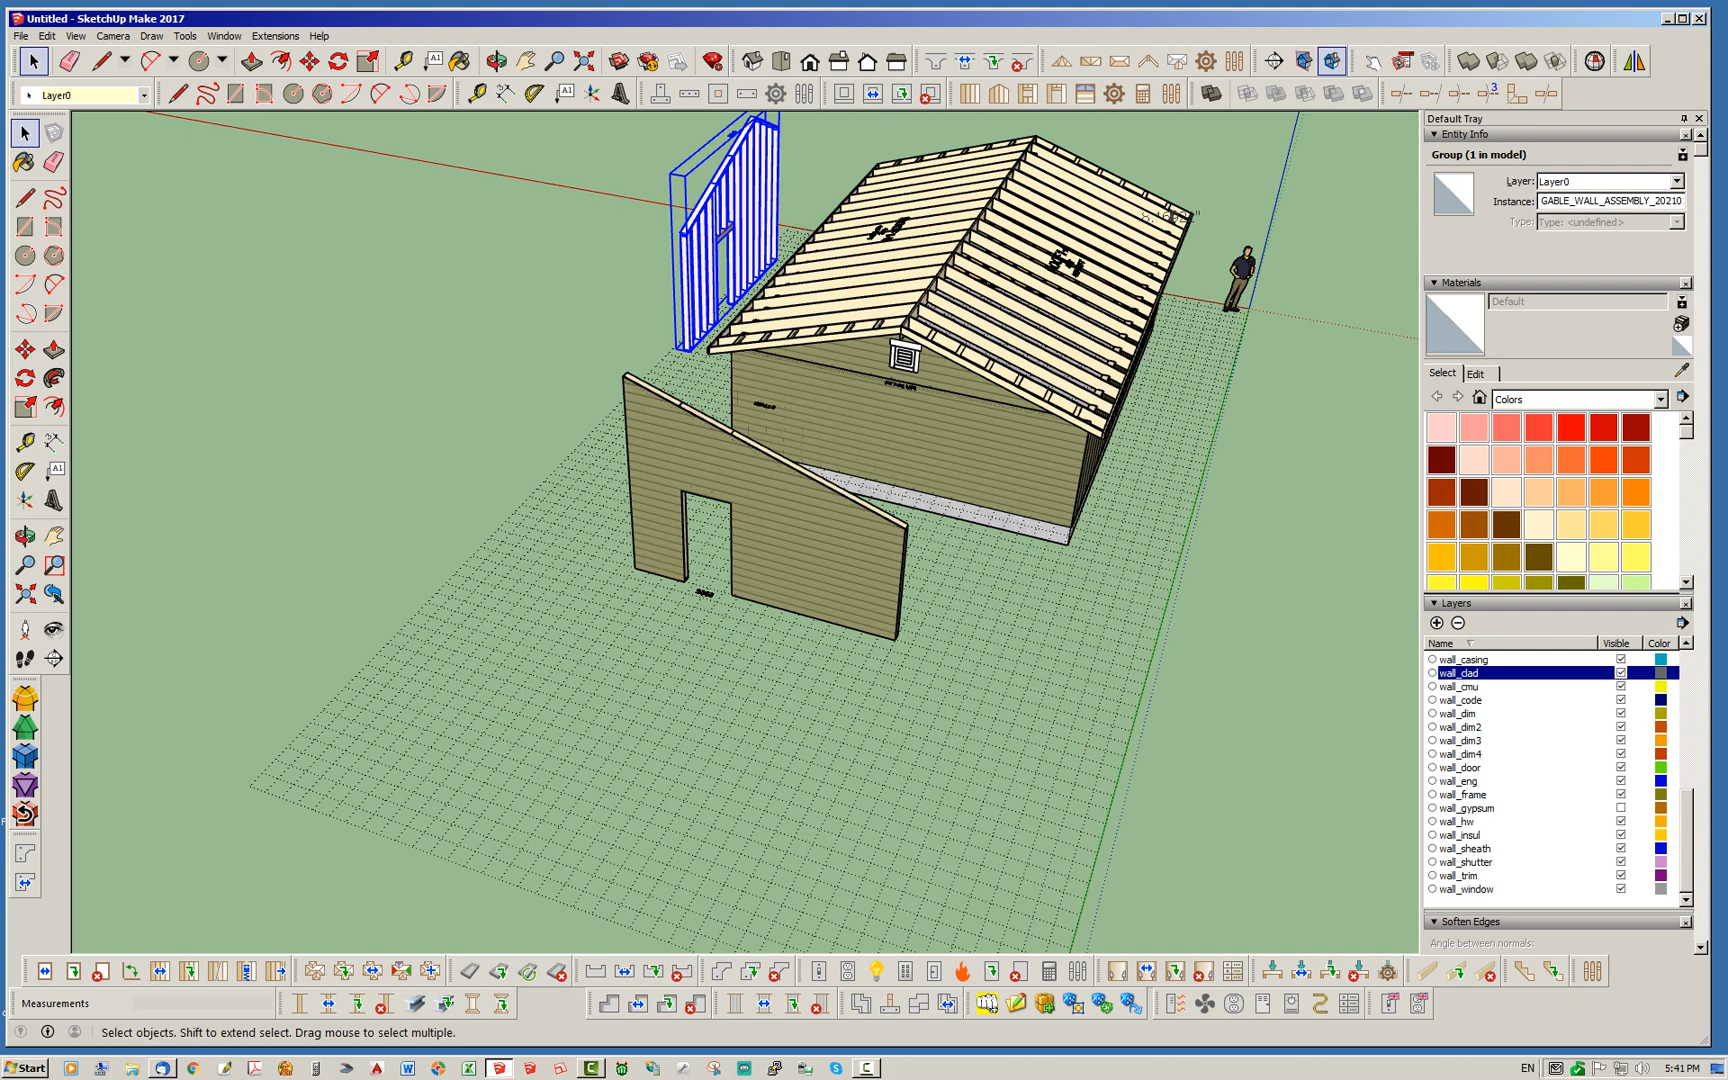 Untitled - SketchUp Make 2017
File Edit View Camera Draw Tools Window Extensions Help
Layer0
Default Tray
Entity Info
Group (1 in model)
Layer: Layer0
Instance: GABLE_WALL_ASSEMBLY_20210
Type: Type: <undefined>
Materials
Default
Select Edit
Colors
Layers
Name Visible Color
wall_casing
wall_clad
wall_cmu
wall_code
wall_dim
wall_dim2
wall_dim3
wall_dim4
wall_door
wall_eng
wall_frame
wall_gypsum
wall_hw
wall_insul
wall_sheath
wall_shutter
wall_trim
wall_window
Soften Edges
Angle between normals:
Measurements
Select objects. Shift to extend select. Drag mouse to select multiple.
Start
EN
5:41 PM